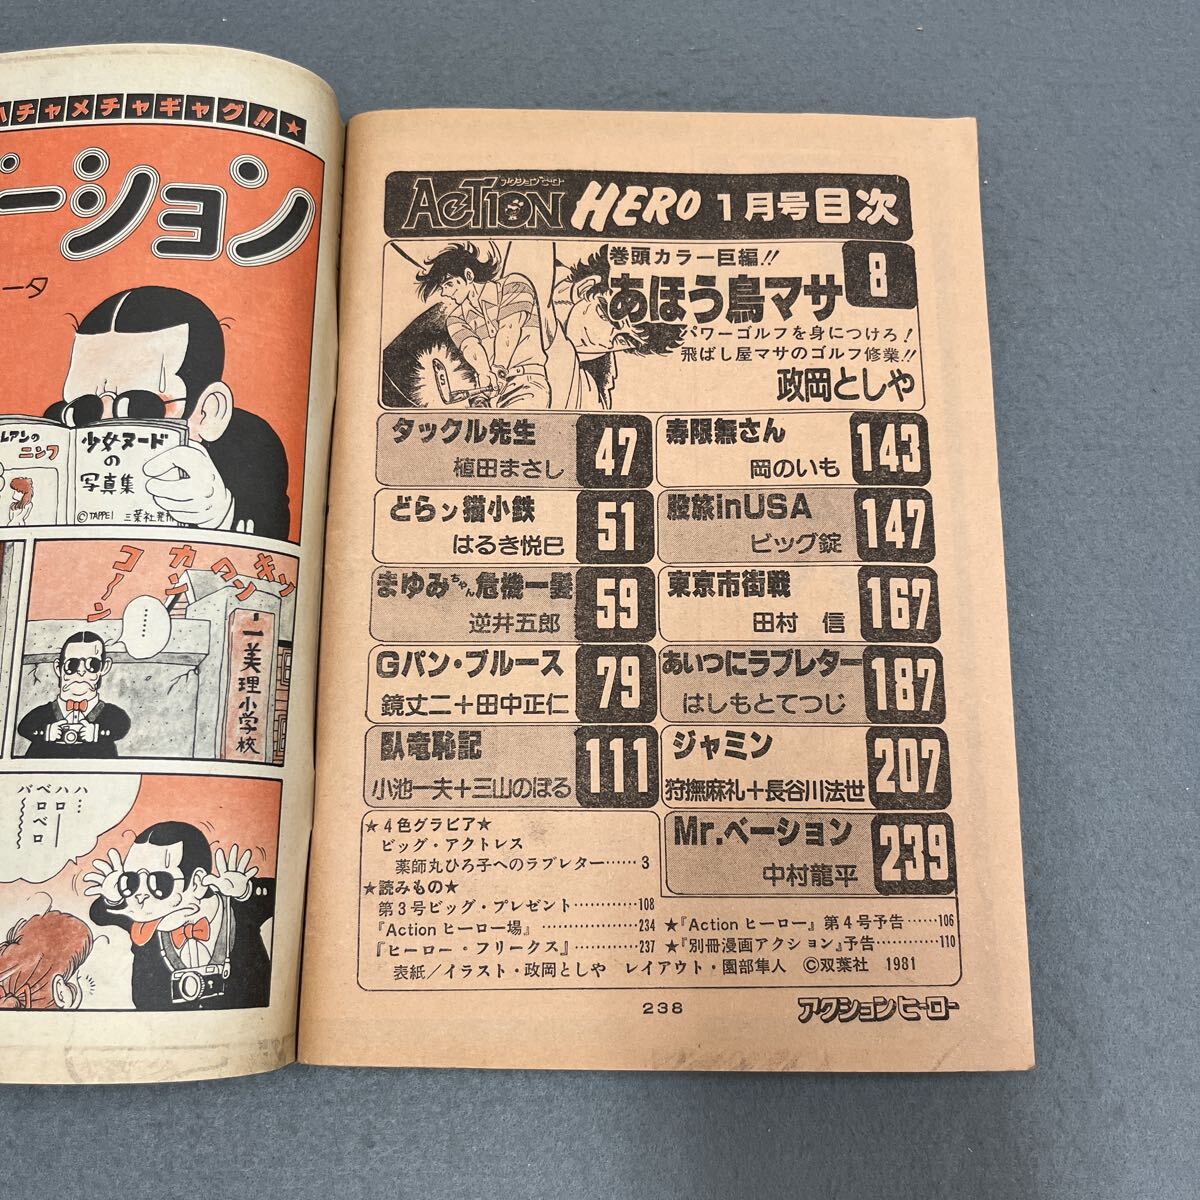 チャメチャギャグ!!★
ーション
ータ
少女ヌード
の
写真集
ニンフ
©TAPPEI
コーン
カン
キンコン
……
一美理小学校
ハ…
ハロー
ベロベロ
バ〜
ACTION HERO 1月号目次
アクションヒーロー
巻頭カラー巨編!!
あほう鳥マサ 8
パワーゴルフを身につけろ!
飛ばし屋マサのゴルフ修業!!
政岡としや
タックル先生 47
植田まさし
どらン猫小鉄 51
はるき悦巳
まゆみちゃん危機一髪 59
逆井五郎
Gパン・ブルース 79
鏡丈二+田中正仁
臥竜恥記 111
小池一夫+三山のぼる
寿限無さん 143
岡のいも
股旅inUSA 147
ビッグ錠
東京市街戦 167
田村 信
あいつにラブレター 187
はしもとてつじ
ジャミン 207
狩撫麻礼+長谷川法世
Mr.ベーション 239
中村龍平
★4色グラビア★
ビッグ・アクトレス
薬師丸ひろ子へのラブレター……3
★読みもの★
第3号ビッグ・プレゼント…………108
『Actionヒーロー場』…………234
『ヒーロー・フリークス』…………237
★『Actionヒーロー』第4号予告……106
★『別冊漫画アクション』予告…………110
表紙/イラスト・政岡としや レイアウト・園部隼人 ©双葉社 1981
238
アクションヒーロー